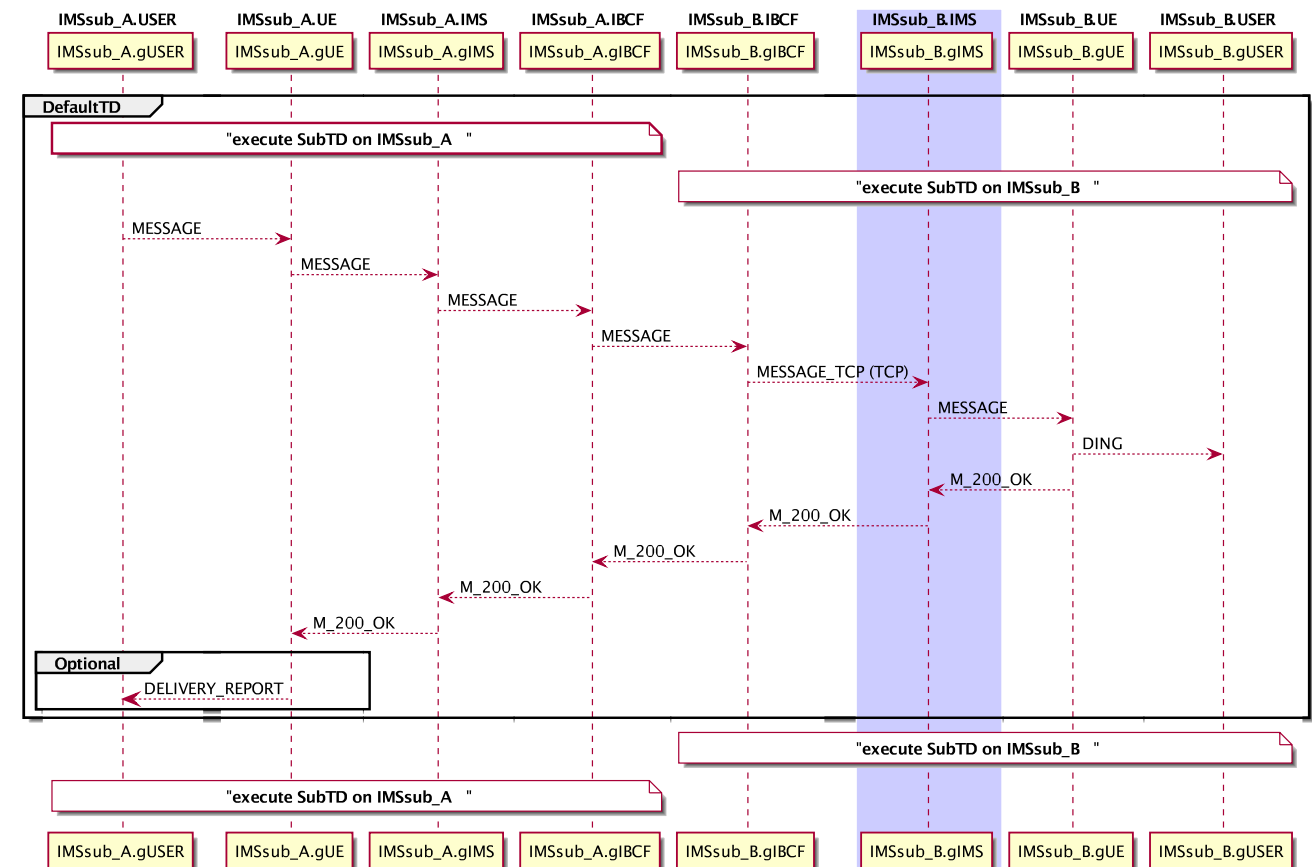 IMSsub_A.USER IMSsub_A.UE IMSsub_A.IMS IMSsub_A.IBCF IMSsub_B.IBCF IMSsub_B.IMS IMSsub_B.UE IMSsub_B.USER
IMSsub_A.gUSER IMSsub_A.gUE IMSsub_A.gIMS IMSsub_A.gIBCF IMSsub_B.gIBCF IMSsub_B.gIMS IMSsub_B.gUE IMSsub_B.gUSER
DefaultTD
"execute SubTD on IMSsub_A "
"execute SubTD on IMSsub_B "
MESSAGE
MESSAGE
MESSAGE
MESSAGE
MESSAGE_TCP (TCP)
MESSAGE
DING
M_200_OK
M_200_OK
M_200_OK
M_200_OK
M_200_OK
Optional
DELIVERY_REPORT
"execute SubTD on IMSsub_B "
"execute SubTD on IMSsub_A "
IMSsub_A.gUSER IMSsub_A.gUE IMSsub_A.gIMS IMSsub_A.gIBCF IMSsub_B.gIBCF IMSsub_B.gIMS IMSsub_B.gUE IMSsub_B.gUSER